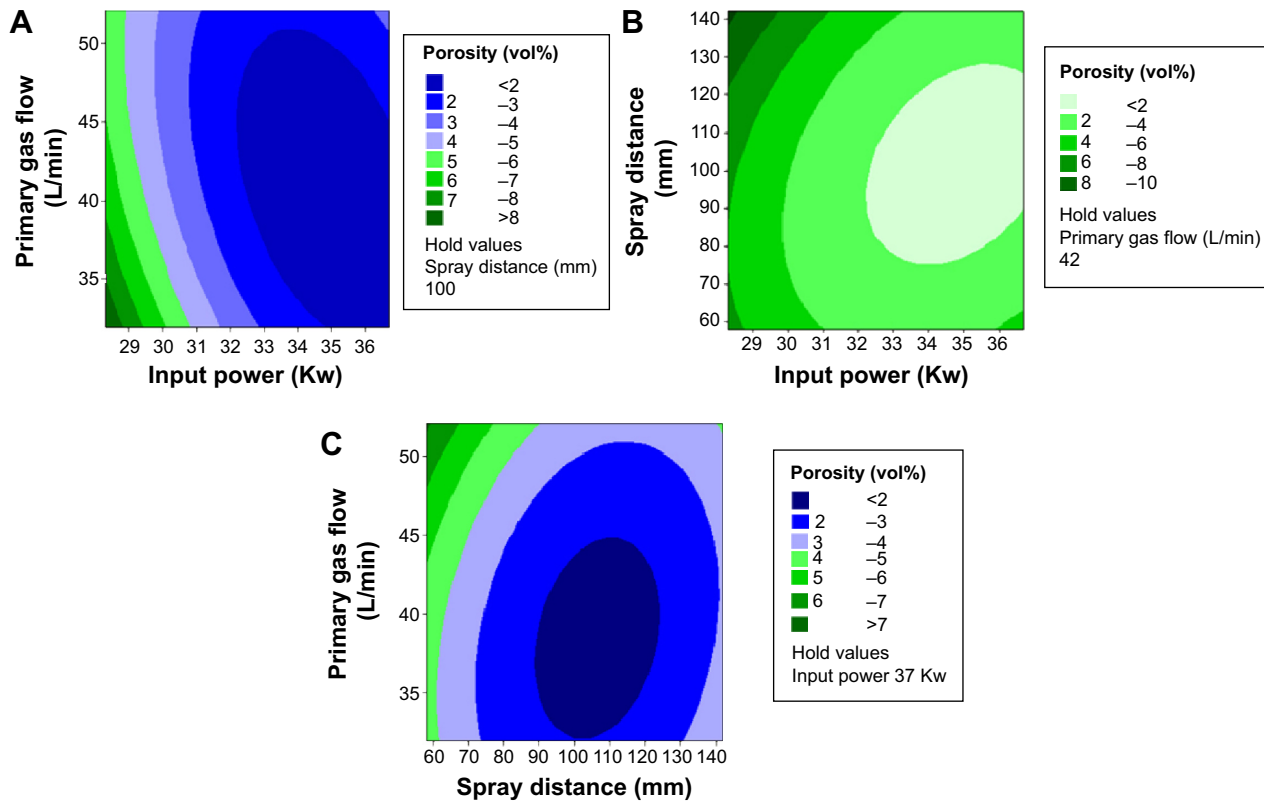 A
Primary gas flow
(L/min)
50
45
40
35
29 30 31 32 33 34 35 36
Input power (Kw)
Porosity (vol%)
<2
2 –3
3 –4
4 –5
5 –6
6 –7
7 –8
>8
Hold values
Spray distance (mm)
100
B
Spray distance
(mm)
140
130
120
110
100
90
80
70
60
29 30 31 32 33 34 35 36
Input power (Kw)
Porosity (vol%)
<2
2 –4
4 –6
6 –8
8 –10
Hold values
Primary gas flow (L/min)
42
C
Primary gas flow
(L/min)
50
45
40
35
60 70 80 90 100 110 120 130 140
Spray distance (mm)
Porosity (vol%)
<2
2 –3
3 –4
4 –5
5 –6
6 –7
>7
Hold values
Input power 37 Kw